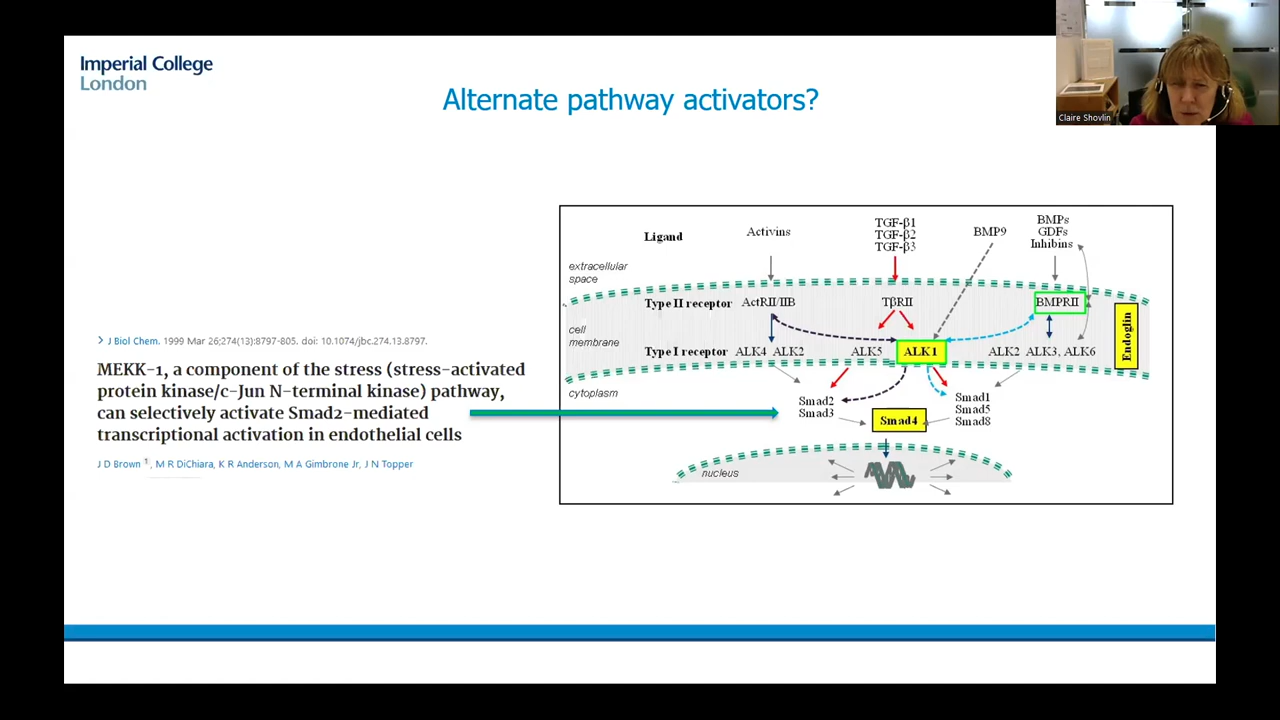 Imperial College
London
Alternate pathway activators?
Claire Shovlin
J Biol Chem. 1999 Mar 26;274(13):8797-805. doi: 10.1074/jbc.274.13.8797.
MEKK-1, a component of the stress (stress-activated
protein kinase/c-Jun N-terminal kinase) pathway,
can selectively activate Smad2-mediated
transcriptional activation in endothelial cells
J D Brown 1, M R DiChiara, K R Anderson, M A Gimbrone Jr, J N Topper
Ligand
Activins
TGF-β1
TGF-β2
TGF-β3
BMP9
BMPs
GDFs
Inhibins
extracellular
space
Type II receptor
ActRII/IIB
TβRII
BMPRII
cell
membrane
Endoglin
Type I receptor
ALK4 ALK2
ALK5
ALK1
ALK2 ALK3, ALK6
cytoplasm
Smad2
Smad3
Smad4
Smad1
Smad5
Smad8
nucleus